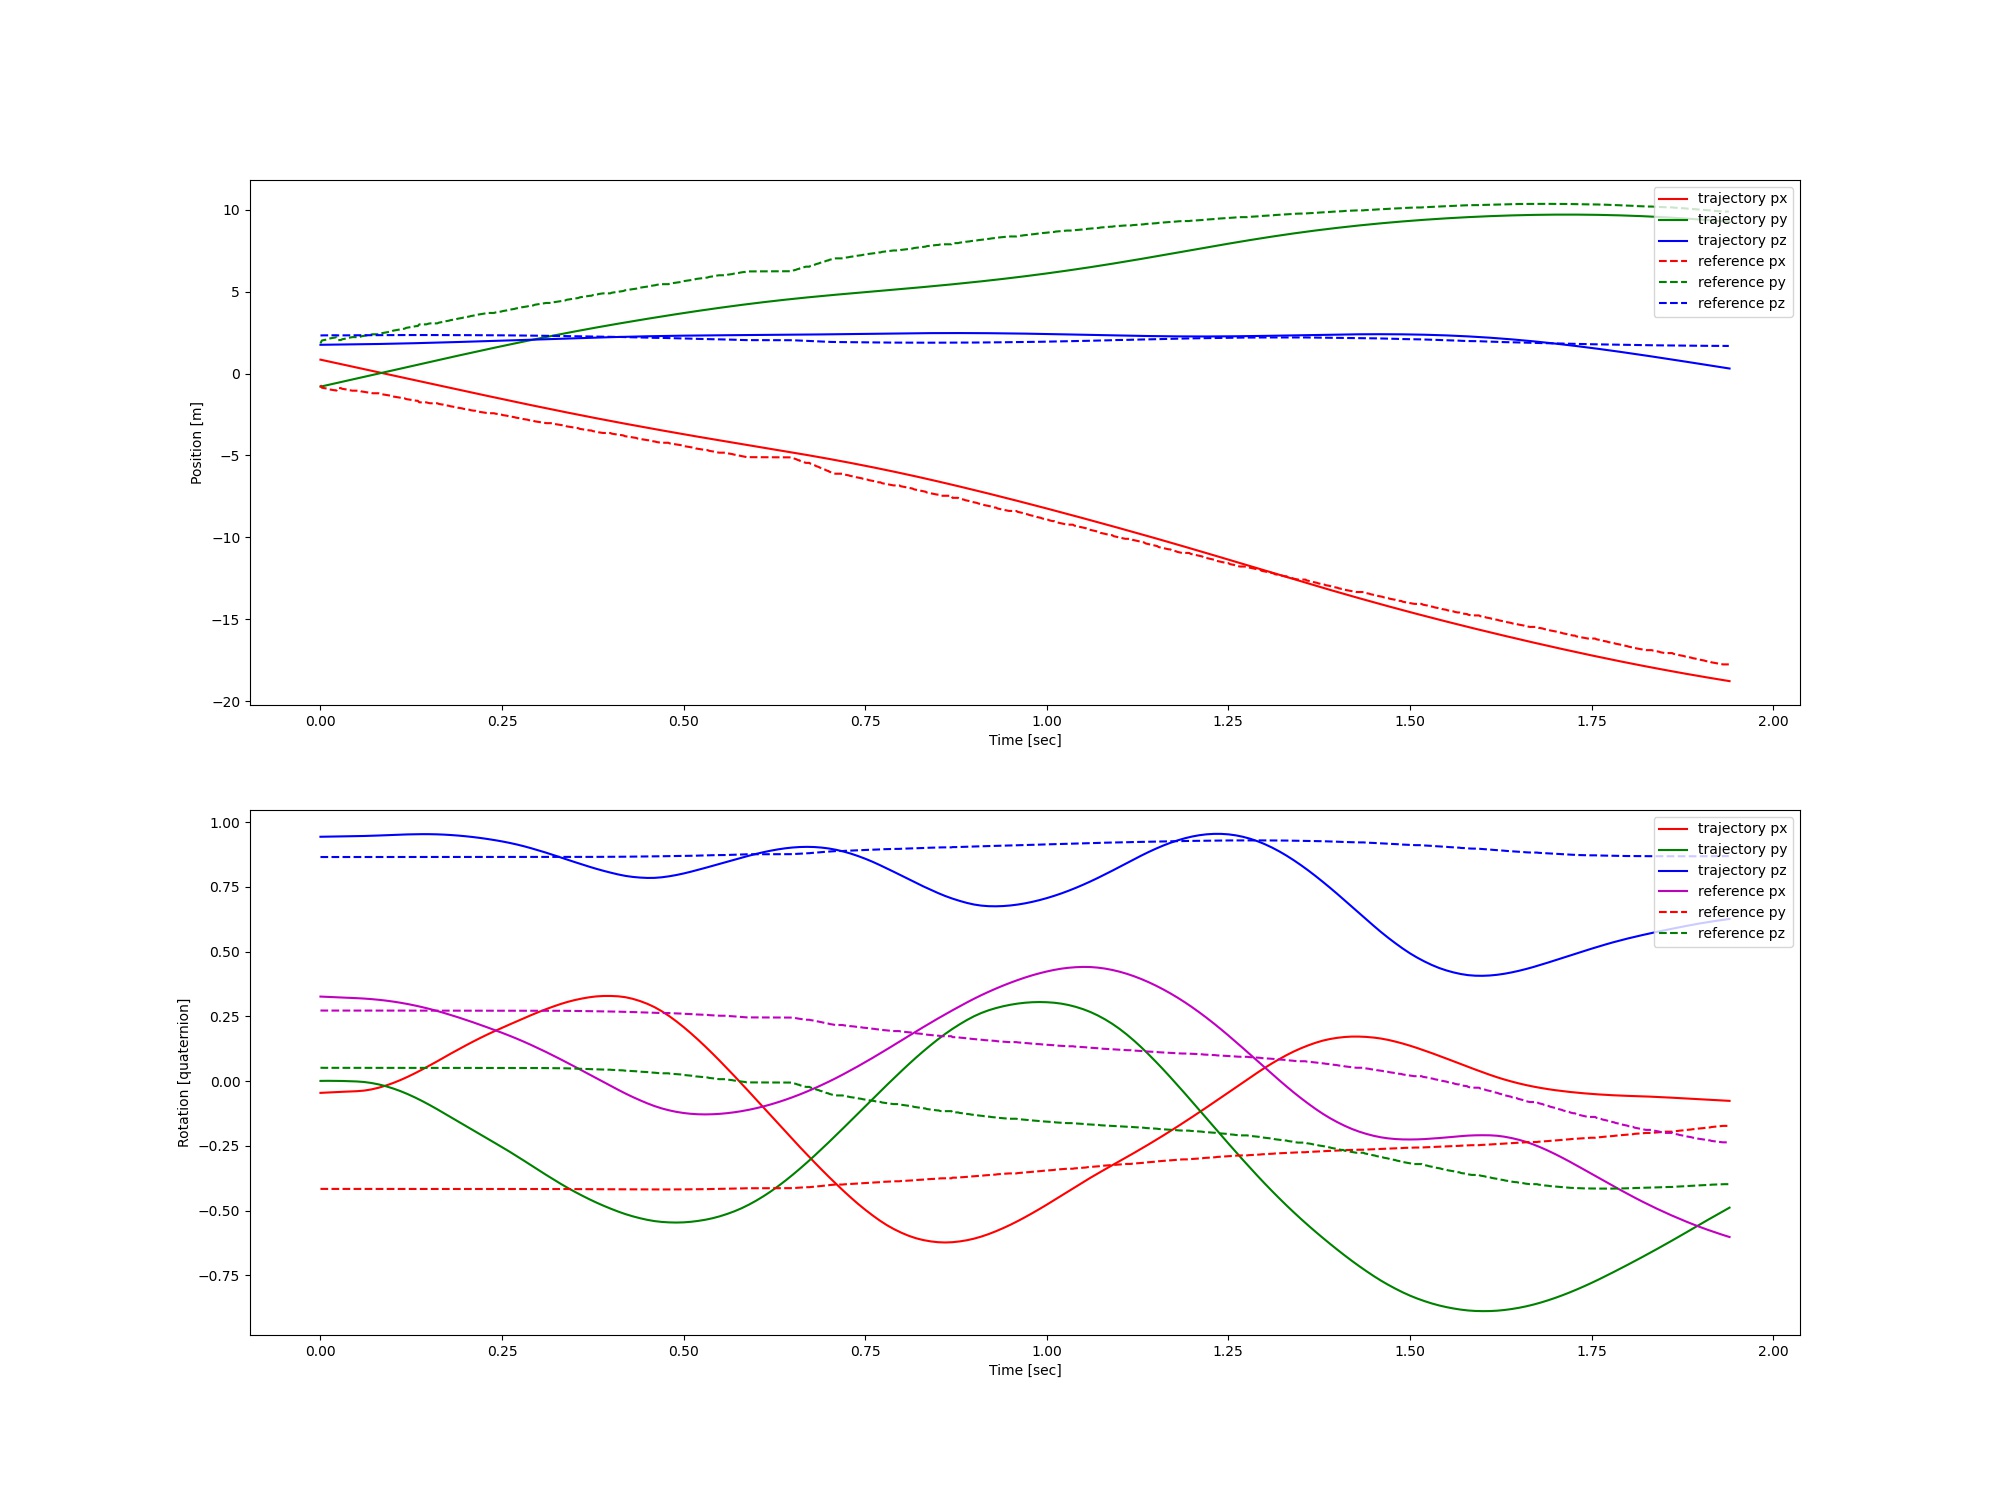 10
5
0
−5
−10
−15
−20
Position [m]
trajectory px
trajectory py
trajectory pz
reference px
reference py
reference pz
0.00 0.25 0.50 0.75 1.00 1.25 1.50 1.75 2.00
Time [sec]
1.00
0.75
0.50
0.25
0.00
−0.25
−0.50
−0.75
Rotation [quaternion]
trajectory px
trajectory py
trajectory pz
reference px
reference py
reference pz
0.00 0.25 0.50 0.75 1.00 1.25 1.50 1.75 2.00
Time [sec]